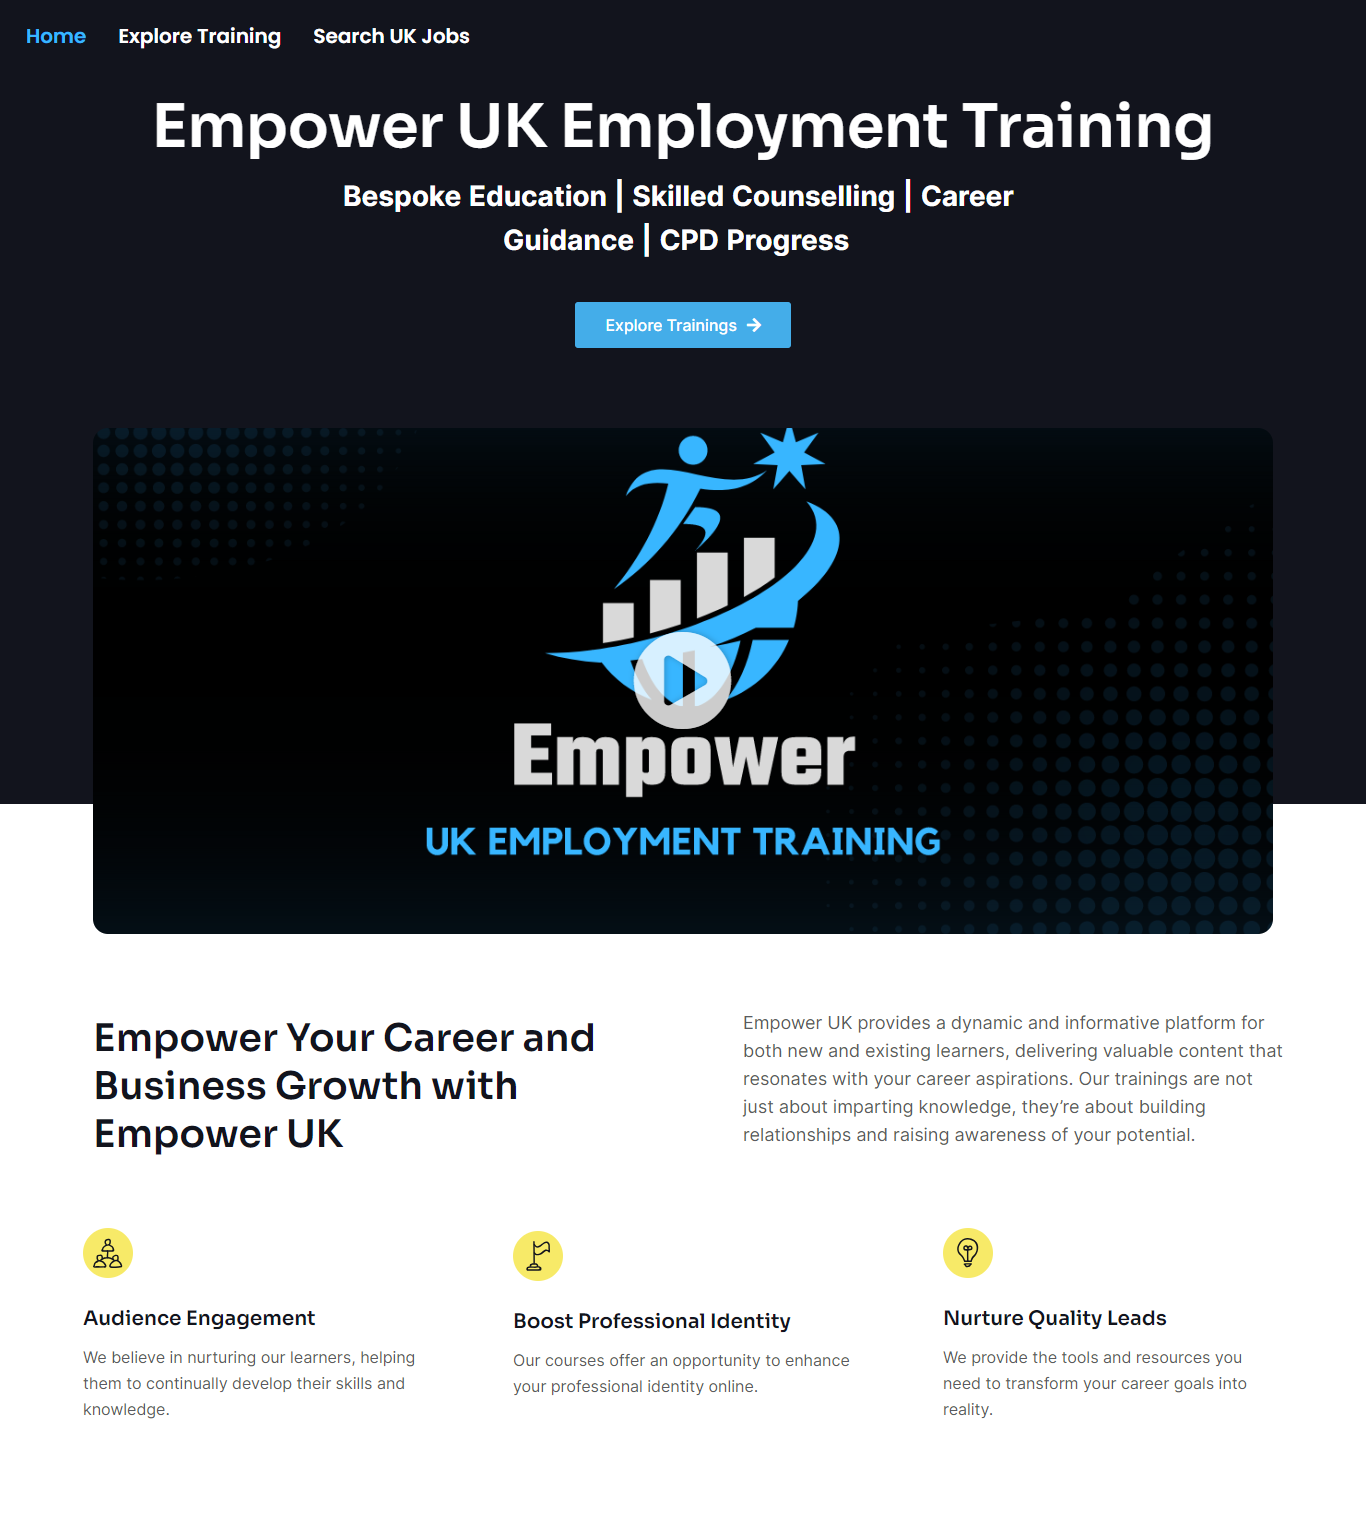 Home Explore Training Search UK Jobs
Empower UK Employment Training
Bespoke Education | Skilled Counselling | Career
Guidance | CPD Progress
Explore Trainings
Empower
UK EMPLOYMENT TRAINING
Empower Your Career and
Business Growth with
Empower UK
Empower UK provides a dynamic and informative platform for
both new and existing learners, delivering valuable content that
resonates with your career aspirations. Our trainings are not
just about imparting knowledge, they’re about building
relationships and raising awareness of your potential.
Audience Engagement
We believe in nurturing our learners, helping
them to continually develop their skills and
knowledge.
Boost Professional Identity
Our courses offer an opportunity to enhance
your professional identity online.
Nurture Quality Leads
We provide the tools and resources you
need to transform your career goals into
reality.